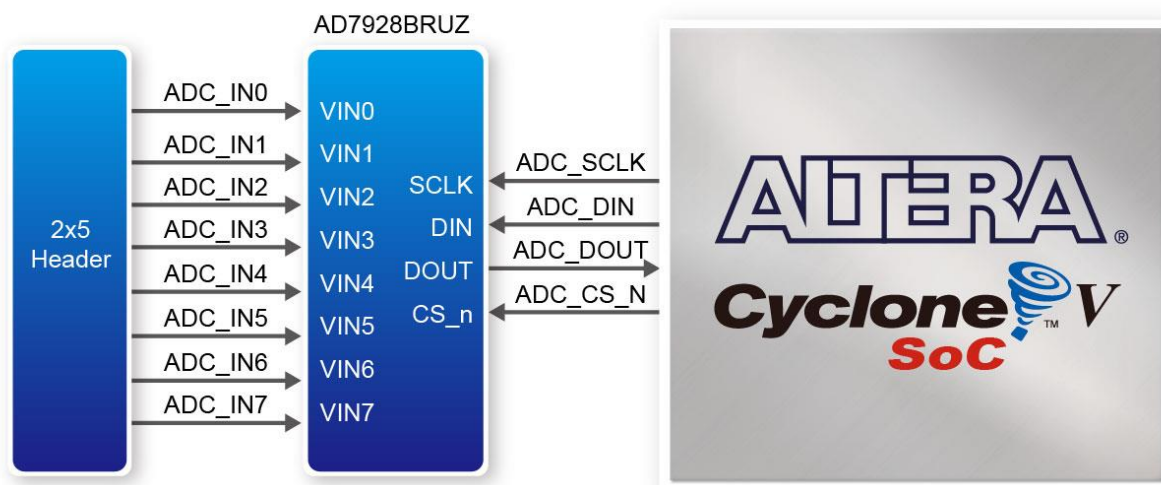 AD7928BRUZ
2x5
Header
ADC_IN0
ADC_IN1
ADC_IN2
ADC_IN3
ADC_IN4
ADC_IN5
ADC_IN6
ADC_IN7
VIN0
VIN1
VIN2
VIN3
VIN4
VIN5
VIN6
VIN7
SCLK
DIN
DOUT
CS_n
ADC_SCLK
ADC_DIN
ADC_DOUT
ADC_CS_N
ALTERA®
Cyclone™ V
SoC